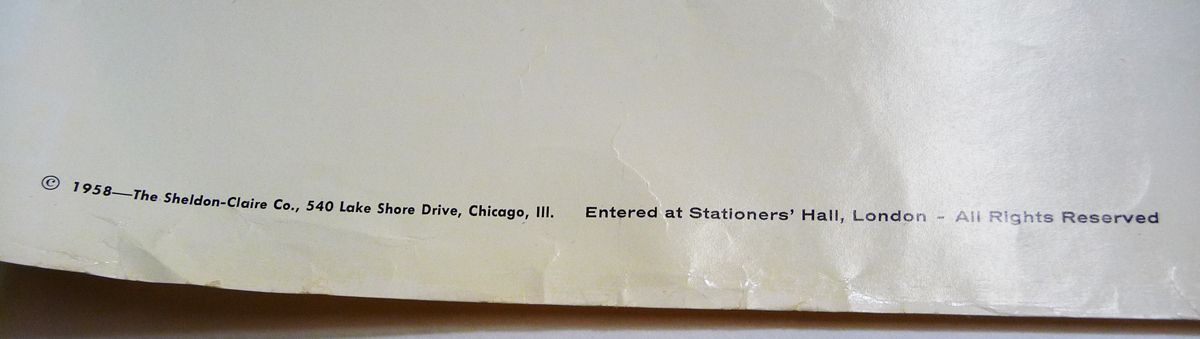 © 1958—The Sheldon-Claire Co., 540 Lake Shore Drive, Chicago, Ill. Entered at Stationers' Hall, London - All Rights Reserved